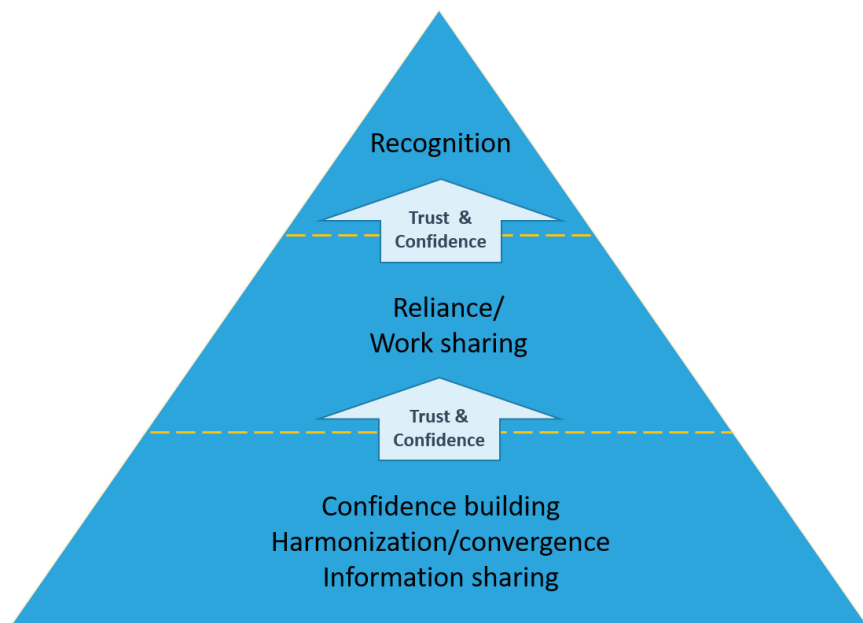 Recognition
Trust &
Confidence
Reliance/
Work sharing
Trust &
Confidence
Confidence building
Harmonization/convergence
Information sharing